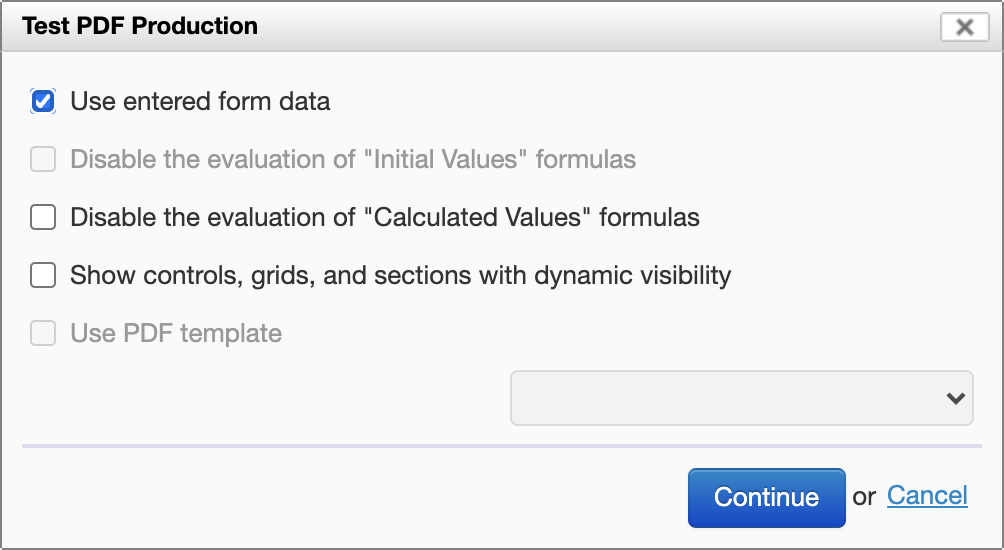 Test PDF Production
Use entered form data
Disable the evaluation of "Initial Values" formulas
Disable the evaluation of "Calculated Values" formulas
Show controls, grids, and sections with dynamic visibility
Use PDF template
Continue or Cancel